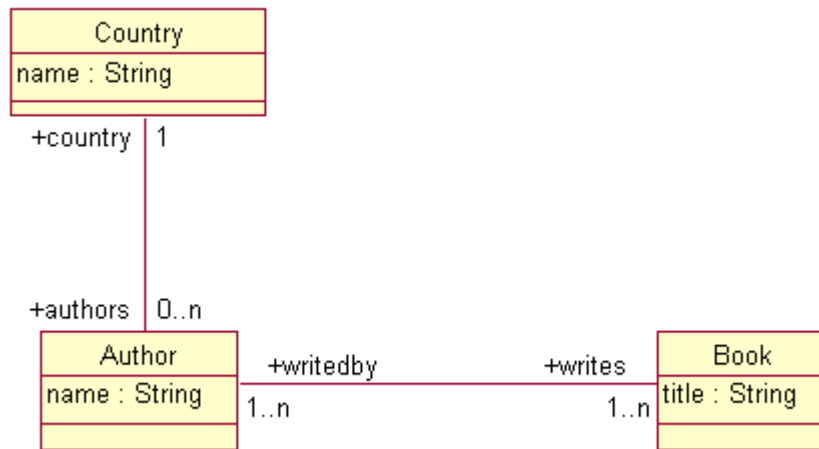 Country
name : String
+country 1
+authors 0..n
Author
name : String
+writedby
1..n
+writes
1..n
Book
title : String